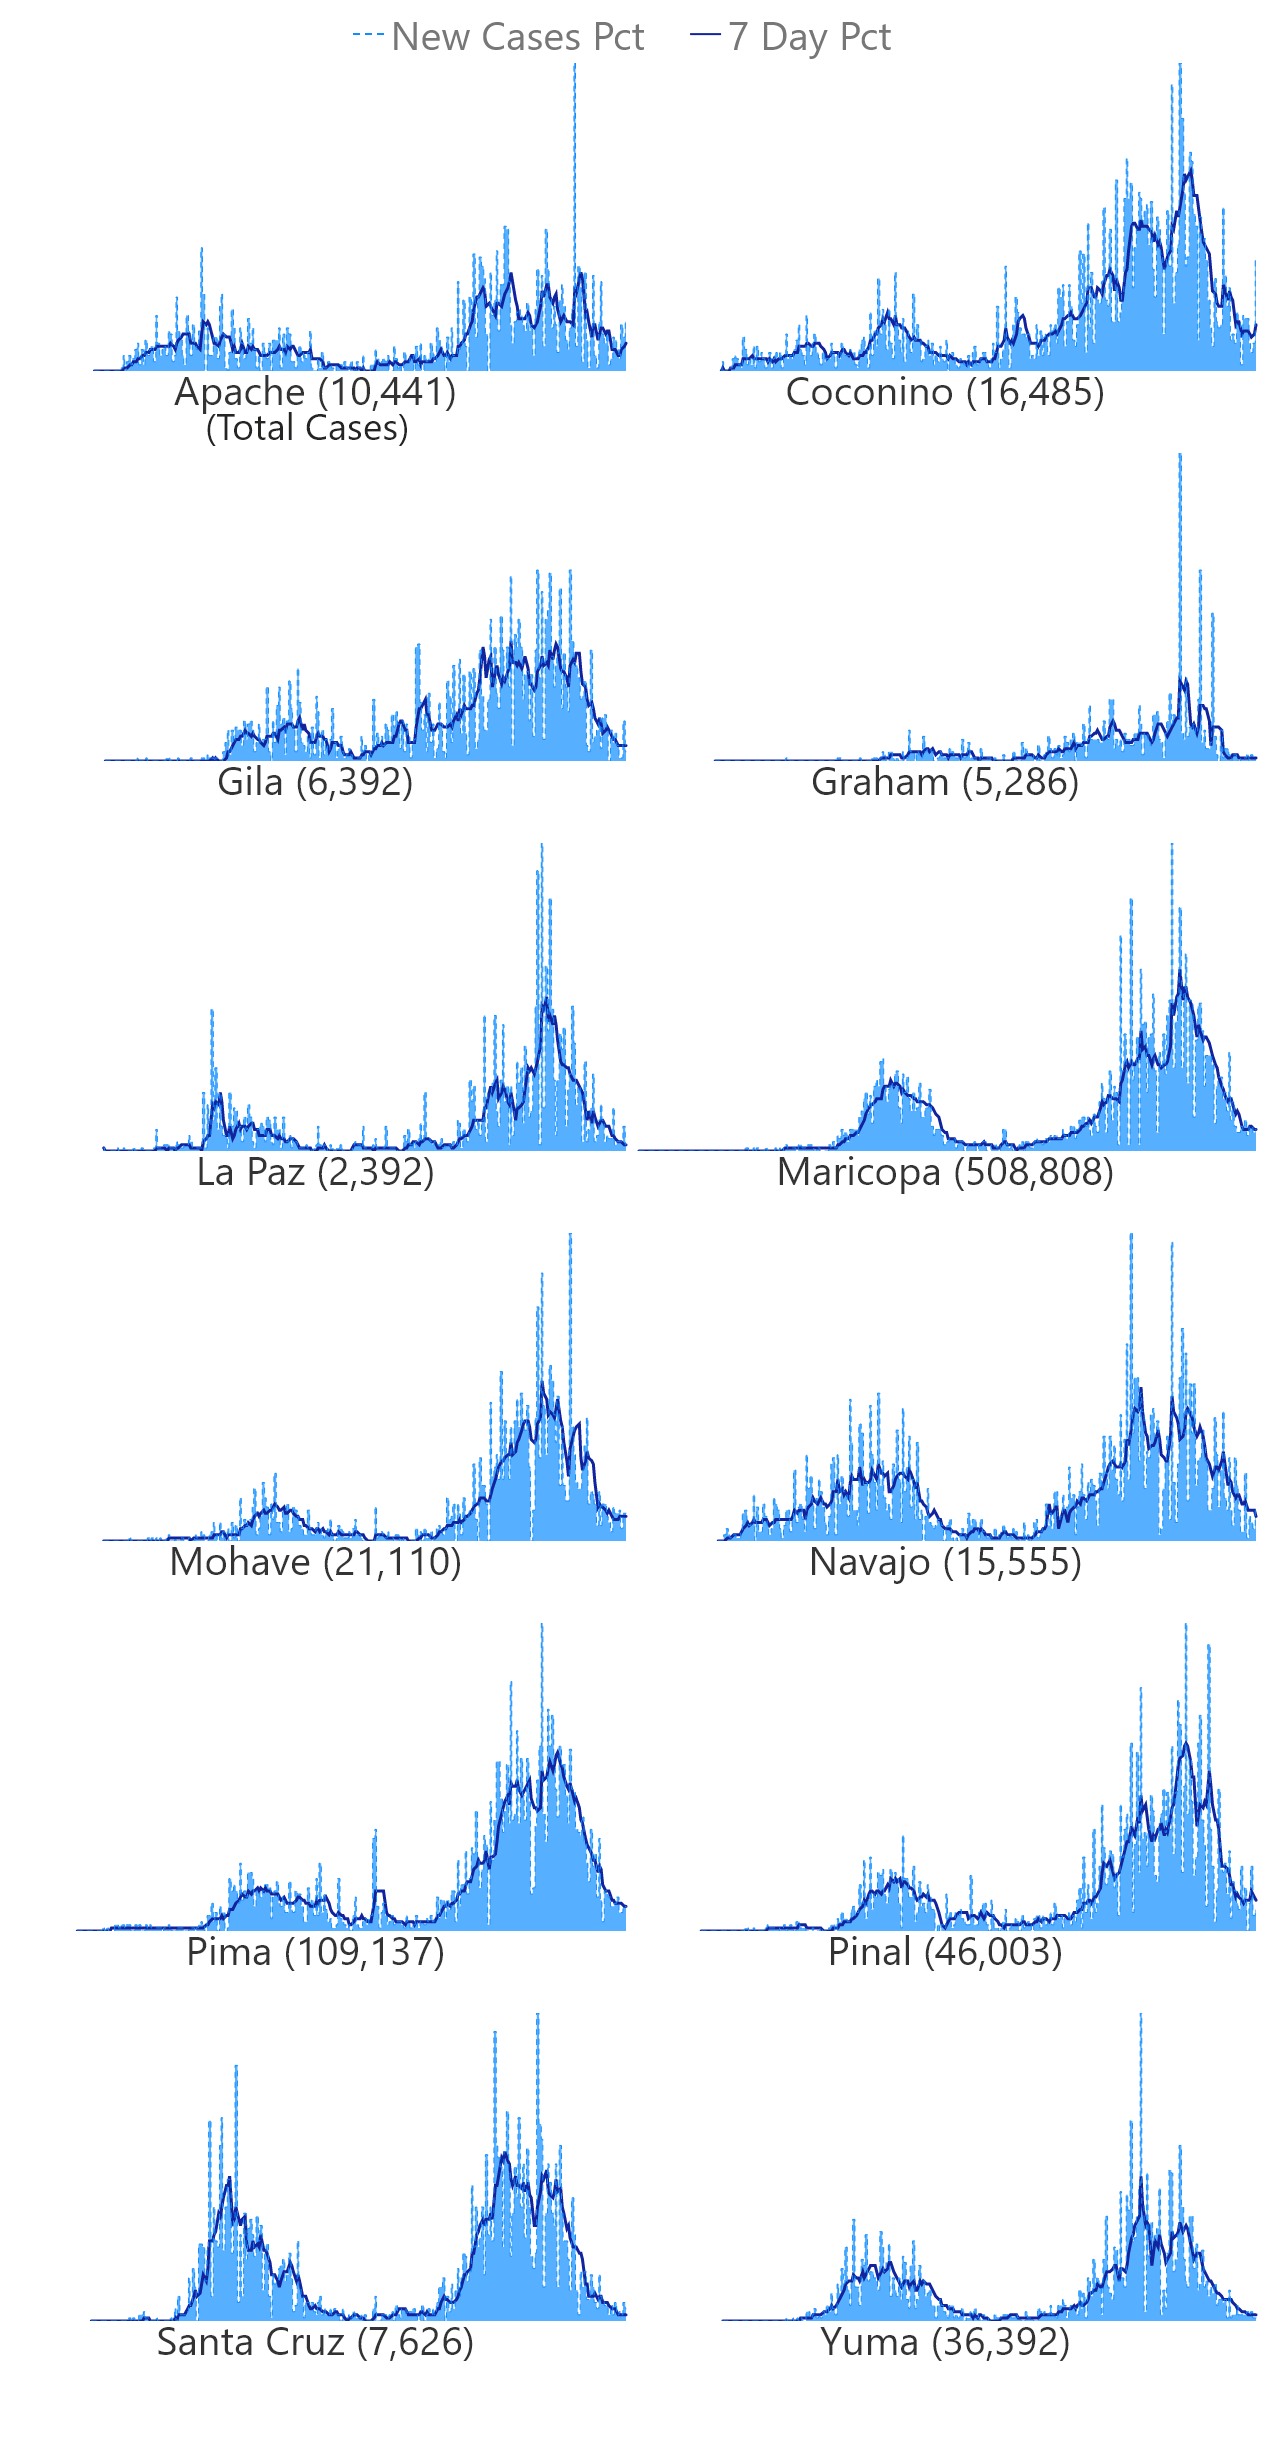 New Cases Pct 7 Day Pct
Apache (10,441)
(Total Cases)
Coconino (16,485)
Gila (6,392)
Graham (5,286)
La Paz (2,392)
Maricopa (508,808)
Mohave (21,110)
Navajo (15,555)
Pima (109,137)
Pinal (46,003)
Santa Cruz (7,626)
Yuma (36,392)